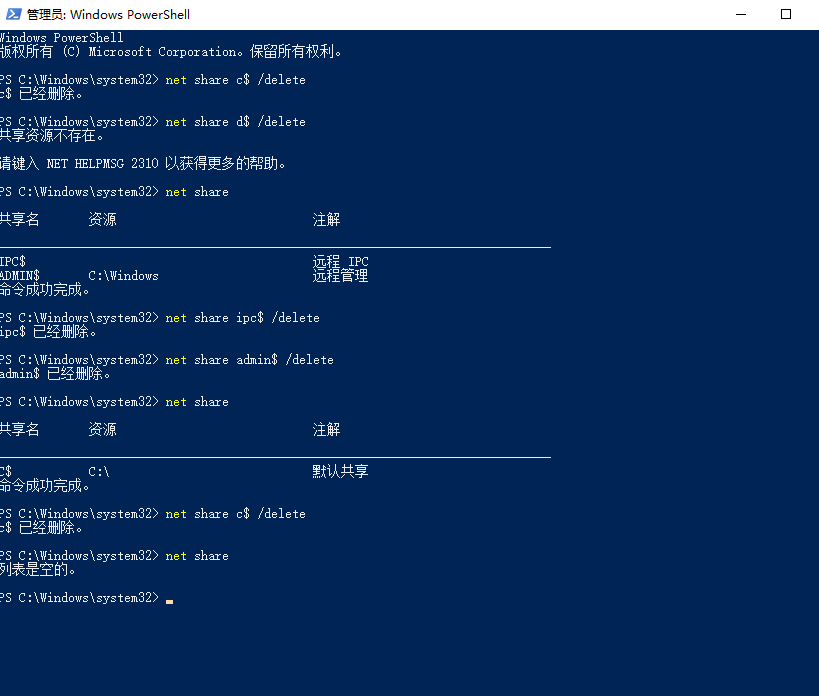 管理员: Windows PowerShell
Windows PowerShell
版权所有 (C) Microsoft Corporation。保留所有权利。
PS C:\Windows\system32> net share c$ /delete
c$ 已经删除。
PS C:\Windows\system32> net share d$ /delete
共享资源不存在。
请键入 NET HELPMSG 2310 以获得更多的帮助。
PS C:\Windows\system32> net share
共享名 资源 注解
IPC$ 远程 IPC
ADMIN$ C:\Windows 远程管理
命令成功完成。
PS C:\Windows\system32> net share ipc$ /delete
ipc$ 已经删除。
PS C:\Windows\system32> net share admin$ /delete
admin$ 已经删除。
PS C:\Windows\system32> net share
共享名 资源 注解
C$ C:\ 默认共享
命令成功完成。
PS C:\Windows\system32> net share c$ /delete
c$ 已经删除。
PS C:\Windows\system32> net share
列表是空的。
PS C:\Windows\system32>